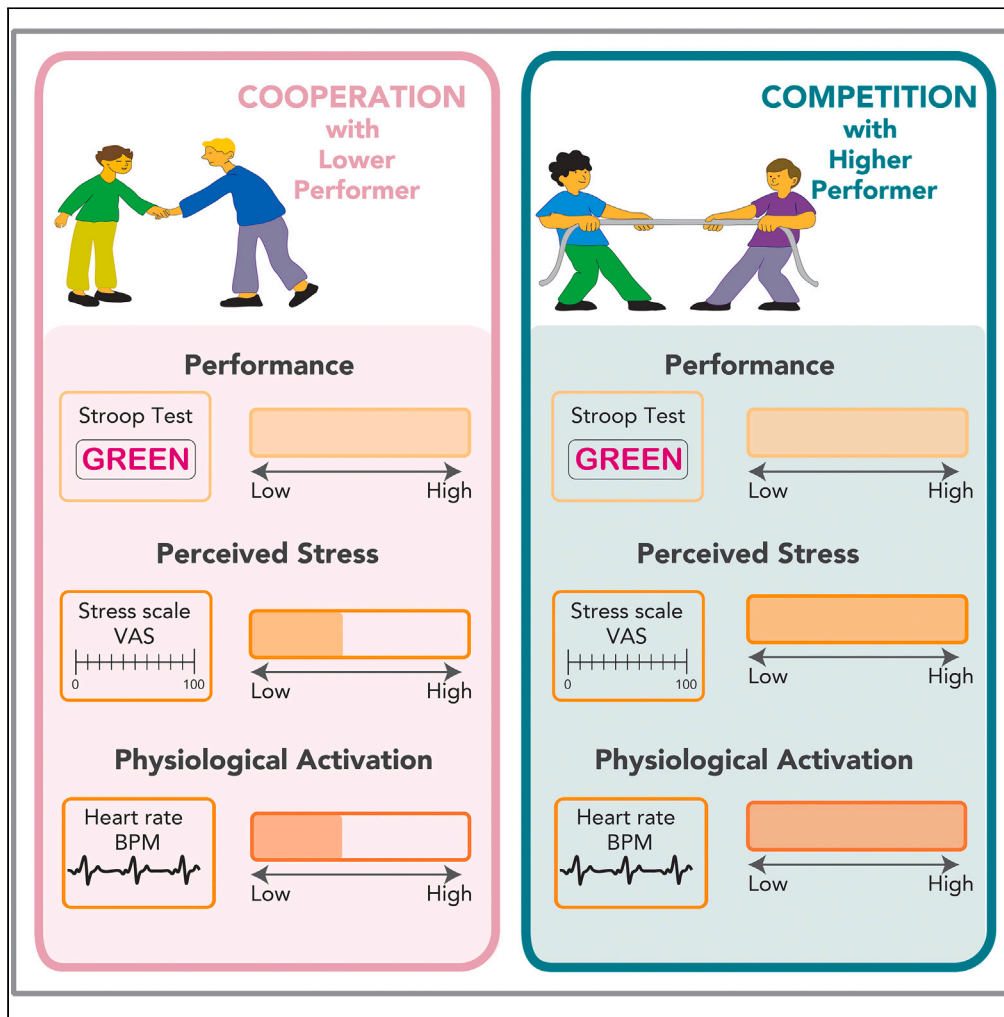 COOPERATION
with
Lower
Performer
Performance
Stroop Test
GREEN
Low High
Perceived Stress
Stress scale
VAS
0 100
Low High
Physiological Activation
Heart rate
BPM
Low High
COMPETITION
with
Higher
Performer
Performance
Stroop Test
GREEN
Low High
Perceived Stress
Stress scale
VAS
0 100
Low High
Physiological Activation
Heart rate
BPM
Low High